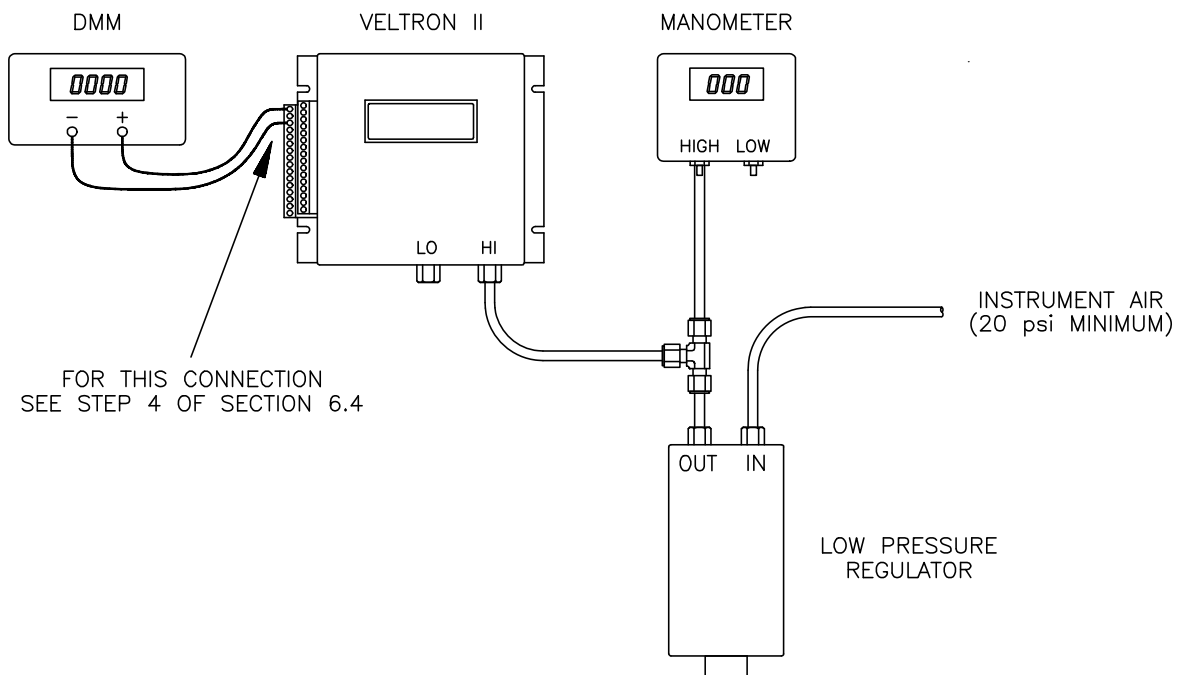 DMM
VELTRON II
MANOMETER
0000
000
− +
HIGH LOW
LO HI
INSTRUMENT AIR
(20 psi MINIMUM)
FOR THIS CONNECTION
SEE STEP 4 OF SECTION 6.4
OUT IN
LOW PRESSURE
REGULATOR